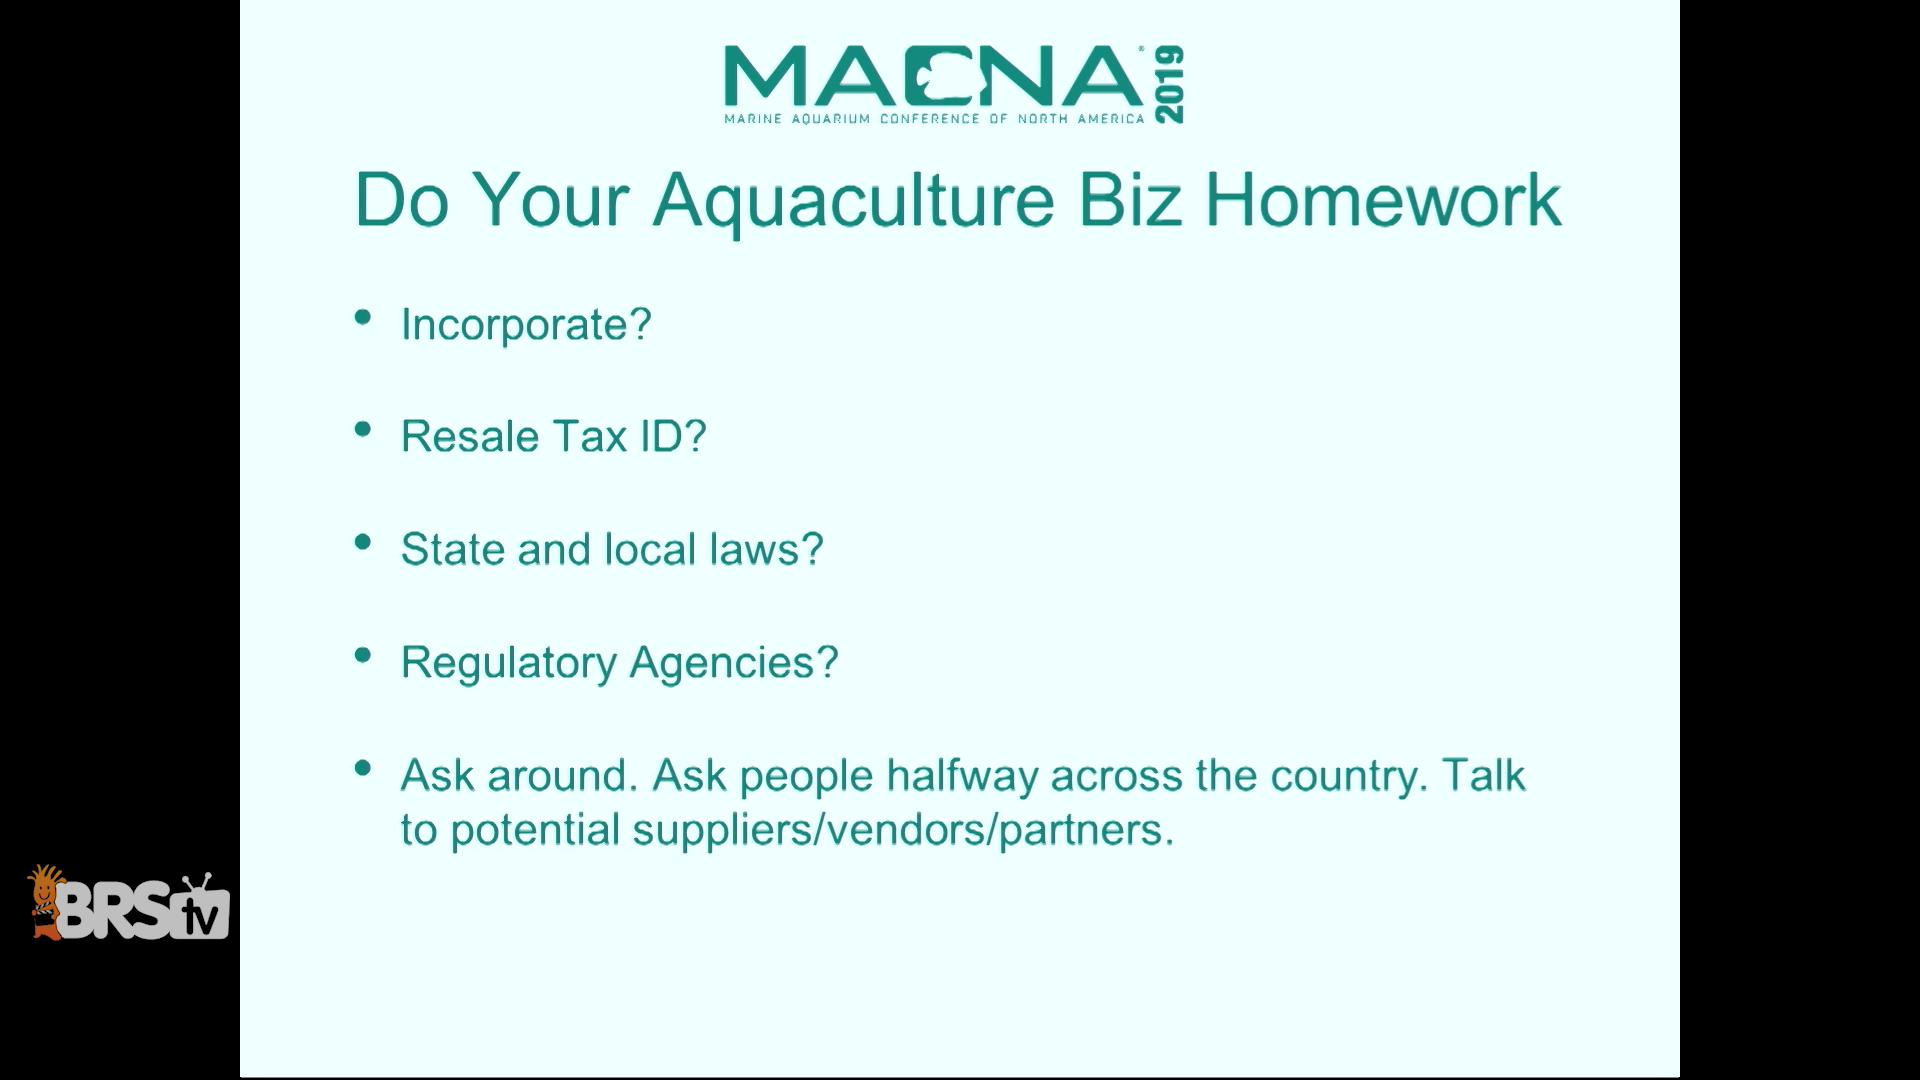 MACNA® 2019
MARINE AQUARIUM CONFERENCE OF NORTH AMERICA
Do Your Aquaculture Biz Homework
• Incorporate?
• Resale Tax ID?
• State and local laws?
• Regulatory Agencies?
• Ask around. Ask people halfway across the country. Talk
to potential suppliers/vendors/partners.
BRStv